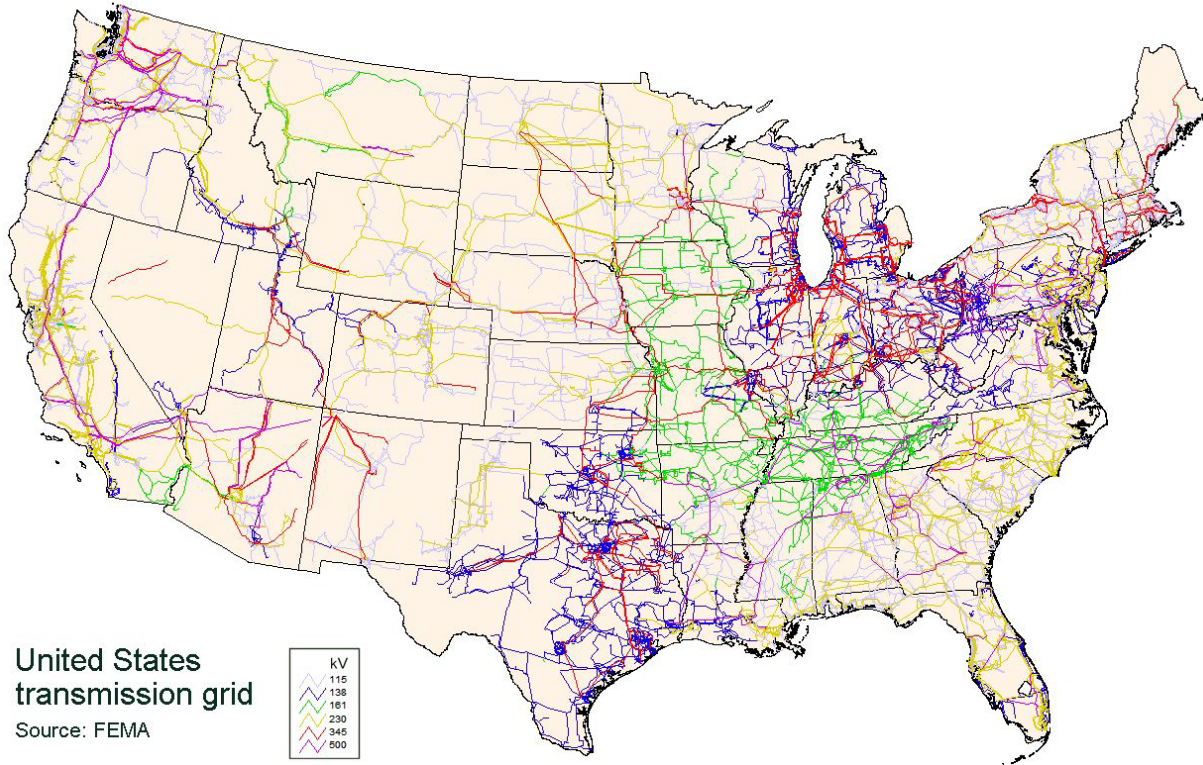 United States
transmission grid
Source: FEMA
kV
115
138
161
230
345
500